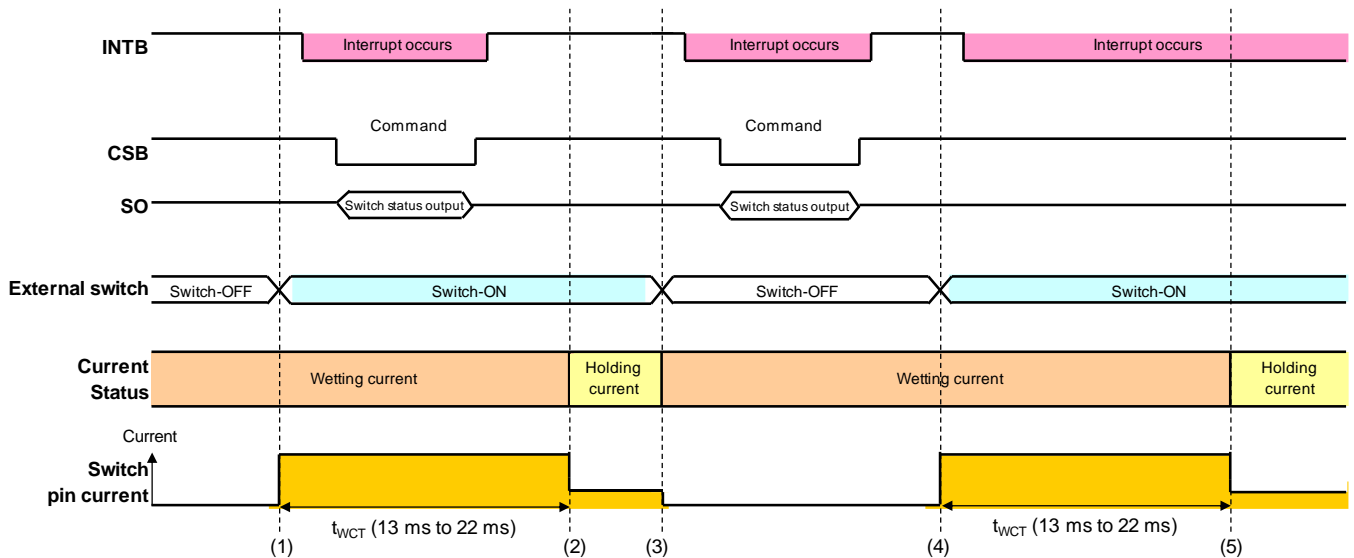 INTB
Interrupt occurs
Interrupt occurs
Interrupt occurs
Command
Command
CSB
SO
Switch status output
Switch status output
External switch
Switch-OFF
Switch-ON
Switch-OFF
Switch-ON
Current
Status
Wetting current
Holding
current
Wetting current
Holding
current
Current
Switch
pin current
tWCT (13 ms to 22 ms)
tWCT (13 ms to 22 ms)
(1)
(2)
(3)
(4)
(5)